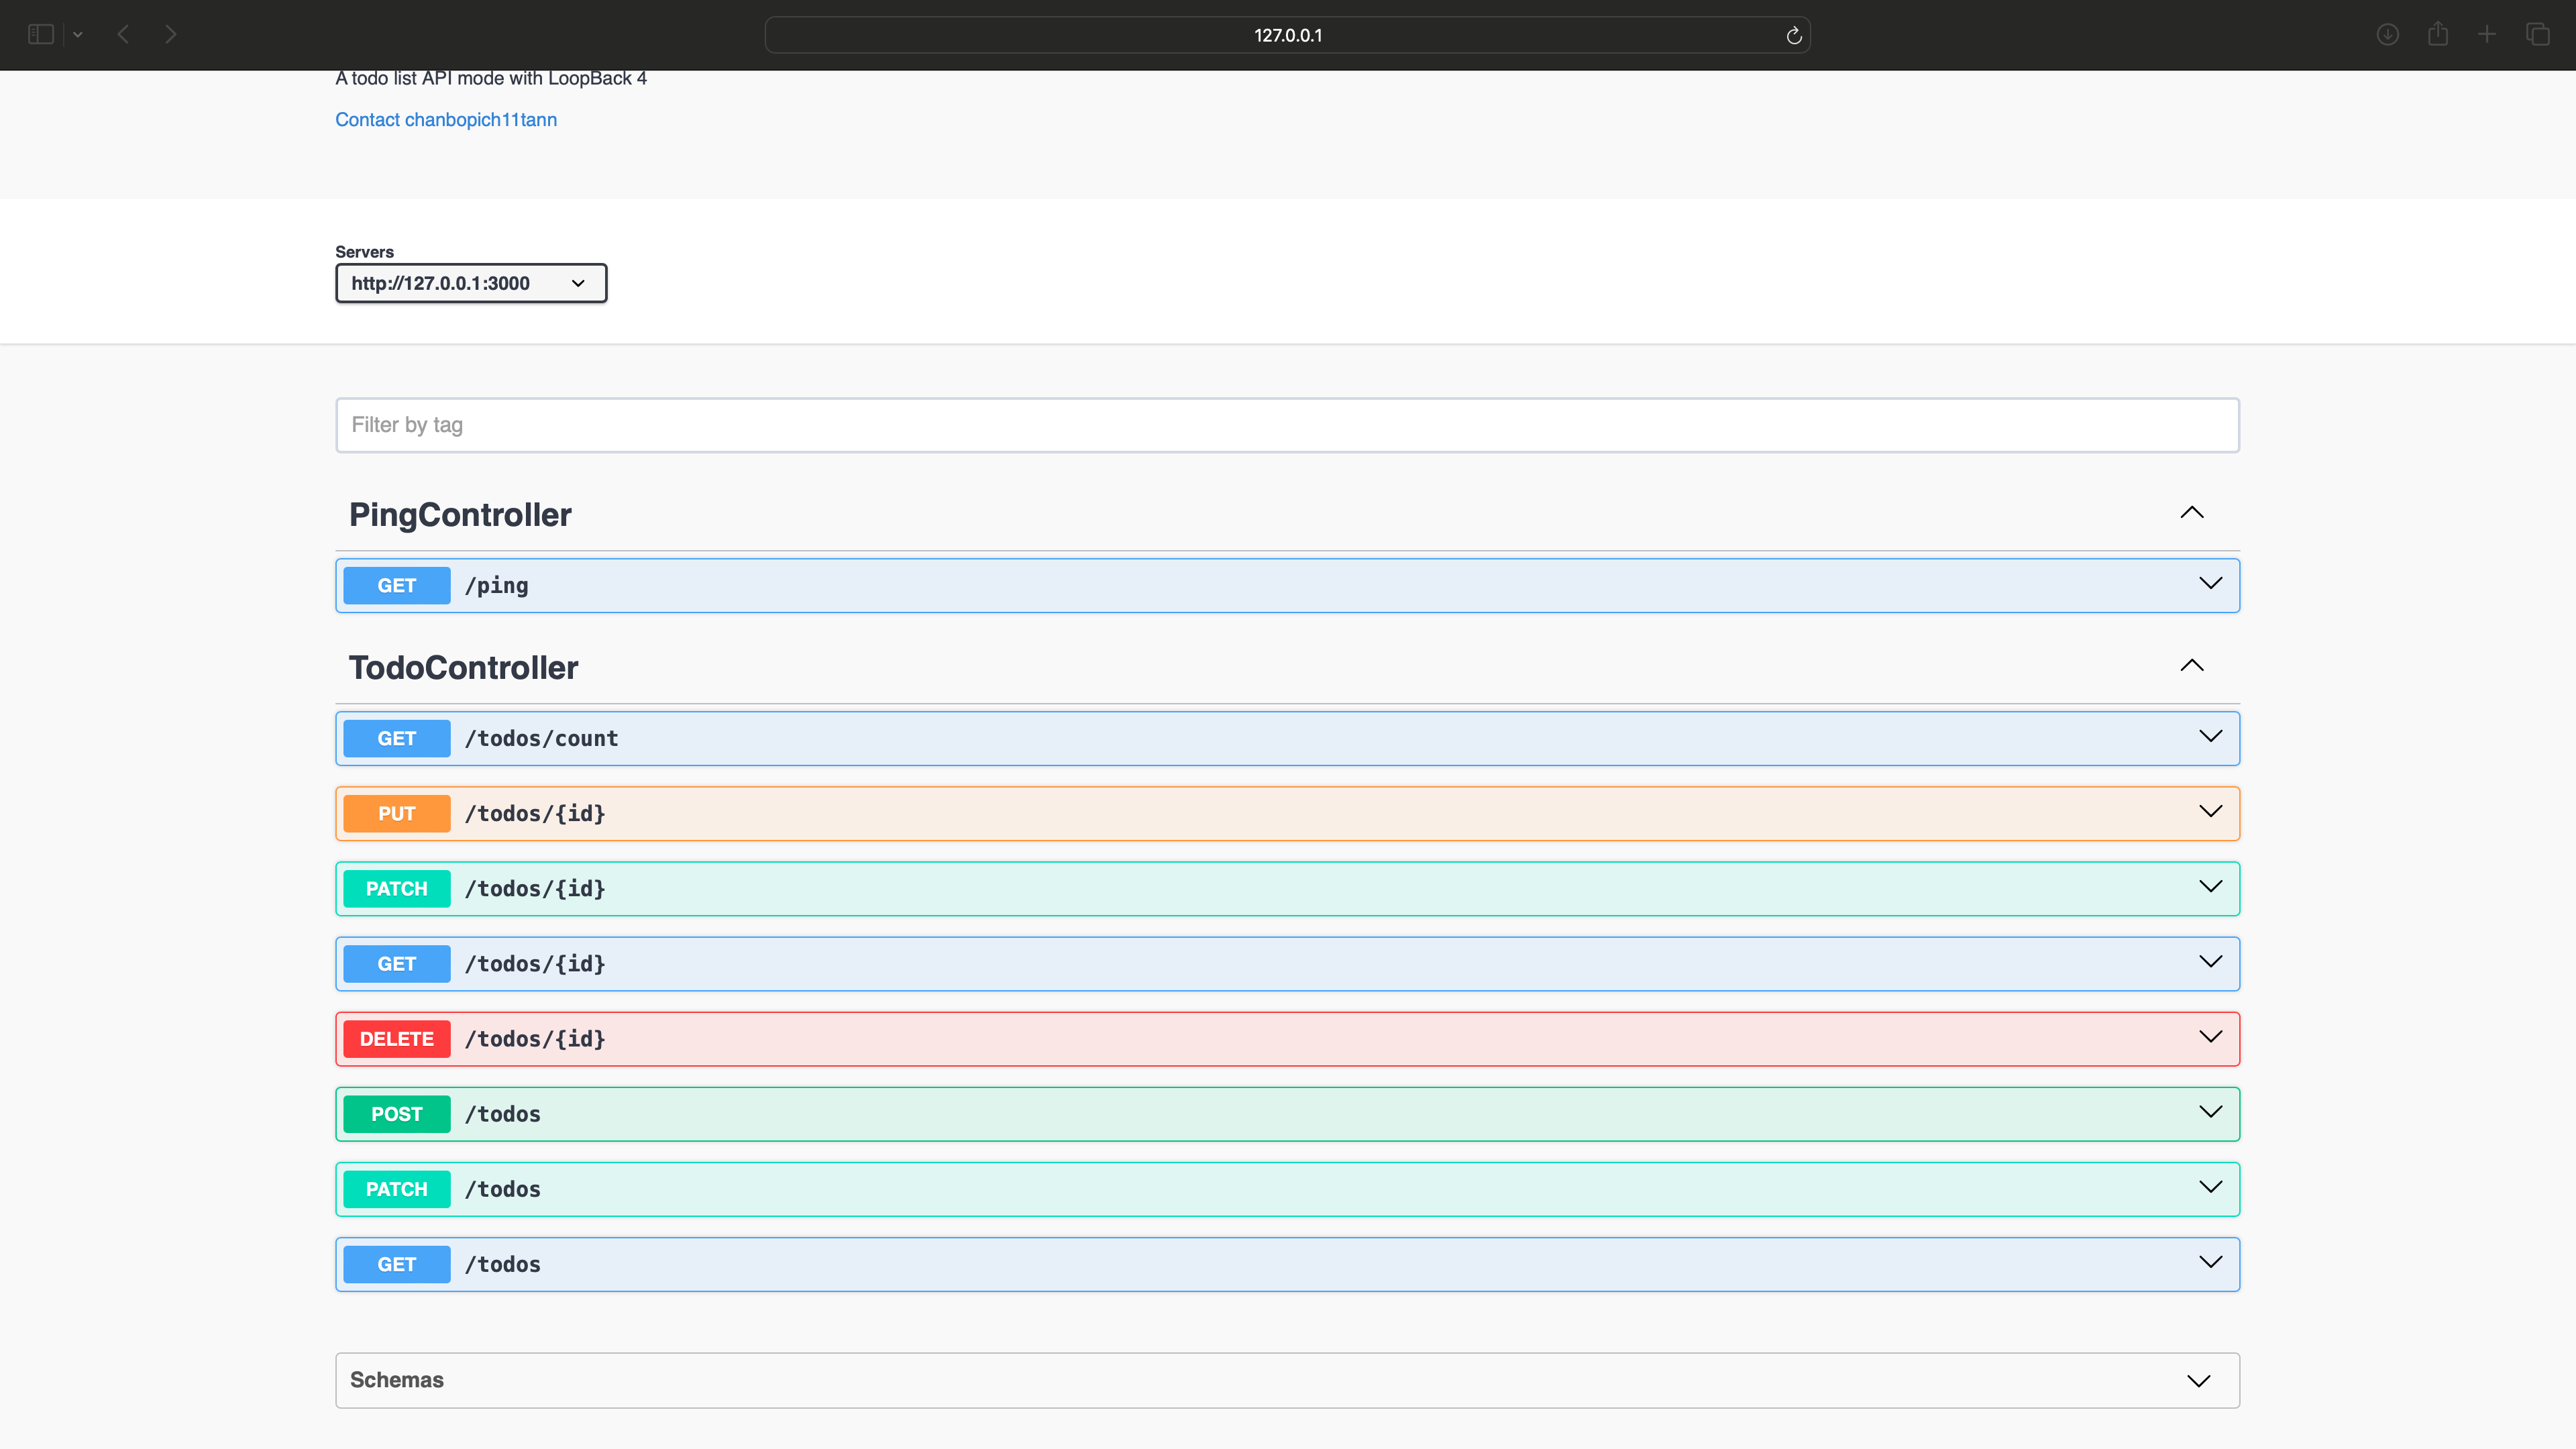 127.0.0.1
A todo list API mode with LoopBack 4
Contact chanbopich11tann
Servers
http://127.0.0.1:3000
Filter by tag
PingController
GET /ping
TodoController
GET /todos/count
PUT /todos/{id}
PATCH /todos/{id}
GET /todos/{id}
DELETE /todos/{id}
POST /todos
PATCH /todos
GET /todos
Schemas